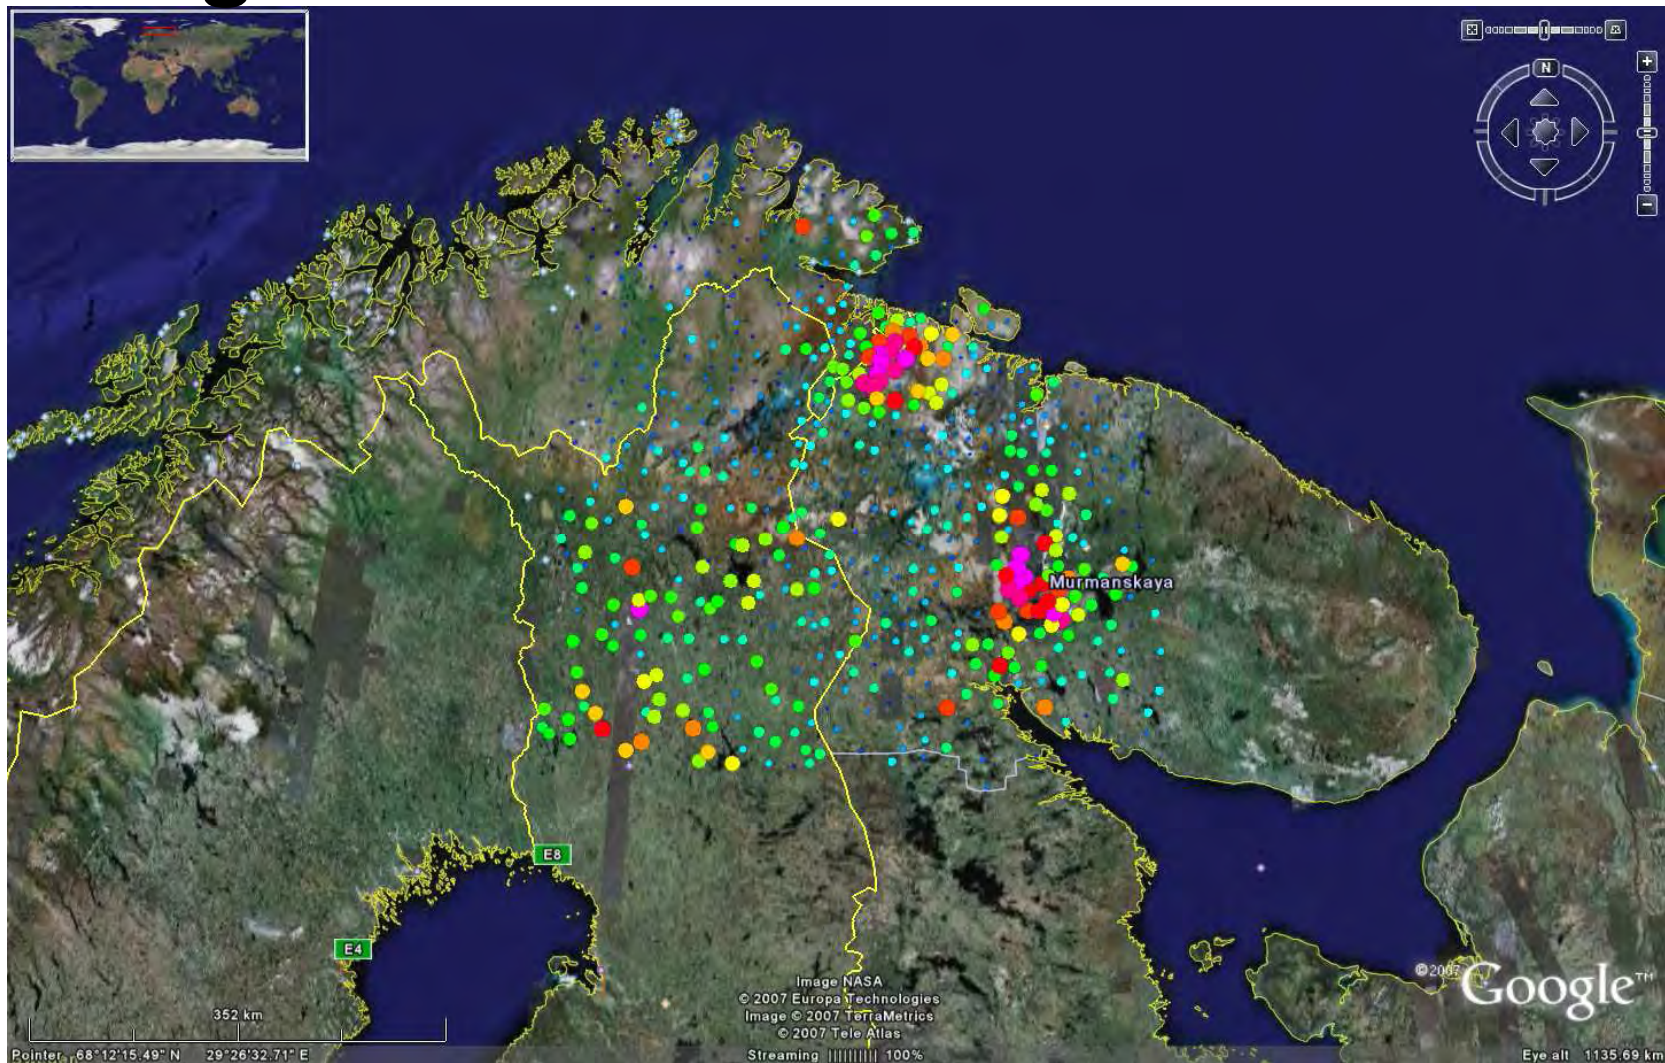 N
Murmanskaya
E8
E4
Image NASA
© 2007 Europa Technologies
Image © 2007 TerraMetrics
© 2007 Tele Atlas
©2007 Google™
352 km
Pointer 68°12'15.49" N 29°26'32.71" E
Streaming |||||||||| 100%
Eye alt 1135.69 km